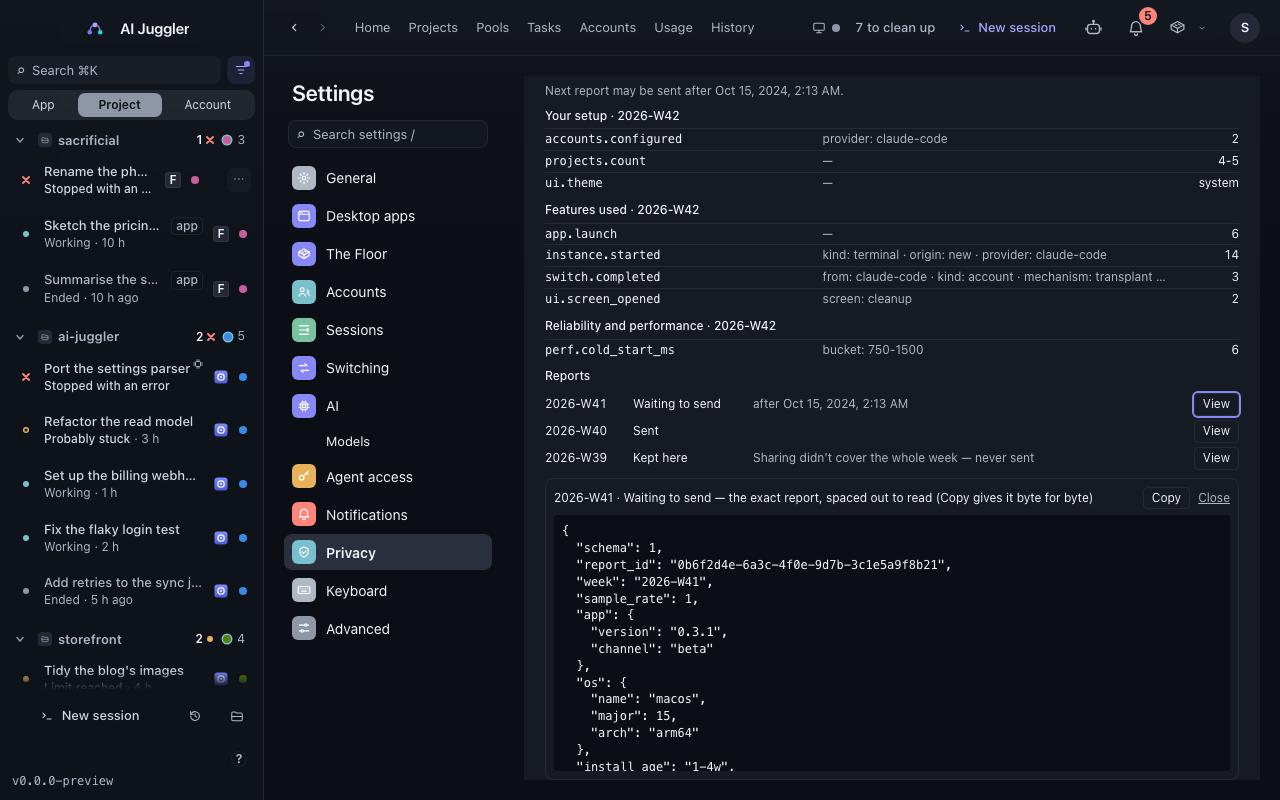 AI Juggler
Search ⌘K
App Project Account
sacrificial 1 3
Rename the ph... F
Stopped with an ...
Sketch the pricin... app F
Working · 10 h
Summarise the s... app F
Ended · 10 h ago
ai-juggler 2 5
Port the settings parser
Stopped with an error
Refactor the read model
Probably stuck · 3 h
Set up the billing webh...
Working · 1 h
Fix the flaky login test
Working · 2 h
Add retries to the sync j...
Ended · 5 h ago
storefront 2 4
Tidy the blog's images
Limit reached · 4 h
New session
?
v0.0.0-preview
Home Projects Pools Tasks Accounts Usage History 7 to clean up New session 5 S
Settings
Search settings /
General
Desktop apps
The Floor
Accounts
Sessions
Switching
AI
Models
Agent access
Notifications
Privacy
Keyboard
Advanced
Next report may be sent after Oct 15, 2024, 2:13 AM.
Your setup · 2026-W42
accounts.configured provider: claude-code 2
projects.count — 4-5
ui.theme — system
Features used · 2026-W42
app.launch — 6
instance.started kind: terminal · origin: new · provider: claude-code 14
switch.completed from: claude-code · kind: account · mechanism: transplant ... 3
ui.screen_opened screen: cleanup 2
Reliability and performance · 2026-W42
perf.cold_start_ms bucket: 750-1500 6
Reports
2026-W41 Waiting to send after Oct 15, 2024, 2:13 AM View
2026-W40 Sent View
2026-W39 Kept here Sharing didn't cover the whole week — never sent View
2026-W41 · Waiting to send — the exact report, spaced out to read (Copy gives it byte for byte) Copy Close
{
"schema": 1,
"report_id": "0b6f2d4e-6a3c-4f0e-9d7b-3c1e5a9f8b21",
"week": "2026-W41",
"sample_rate": 1,
"app": {
"version": "0.3.1",
"channel": "beta"
},
"os": {
"name": "macos",
"major": 15,
"arch": "arm64"
},
"install_age": "1-4w",